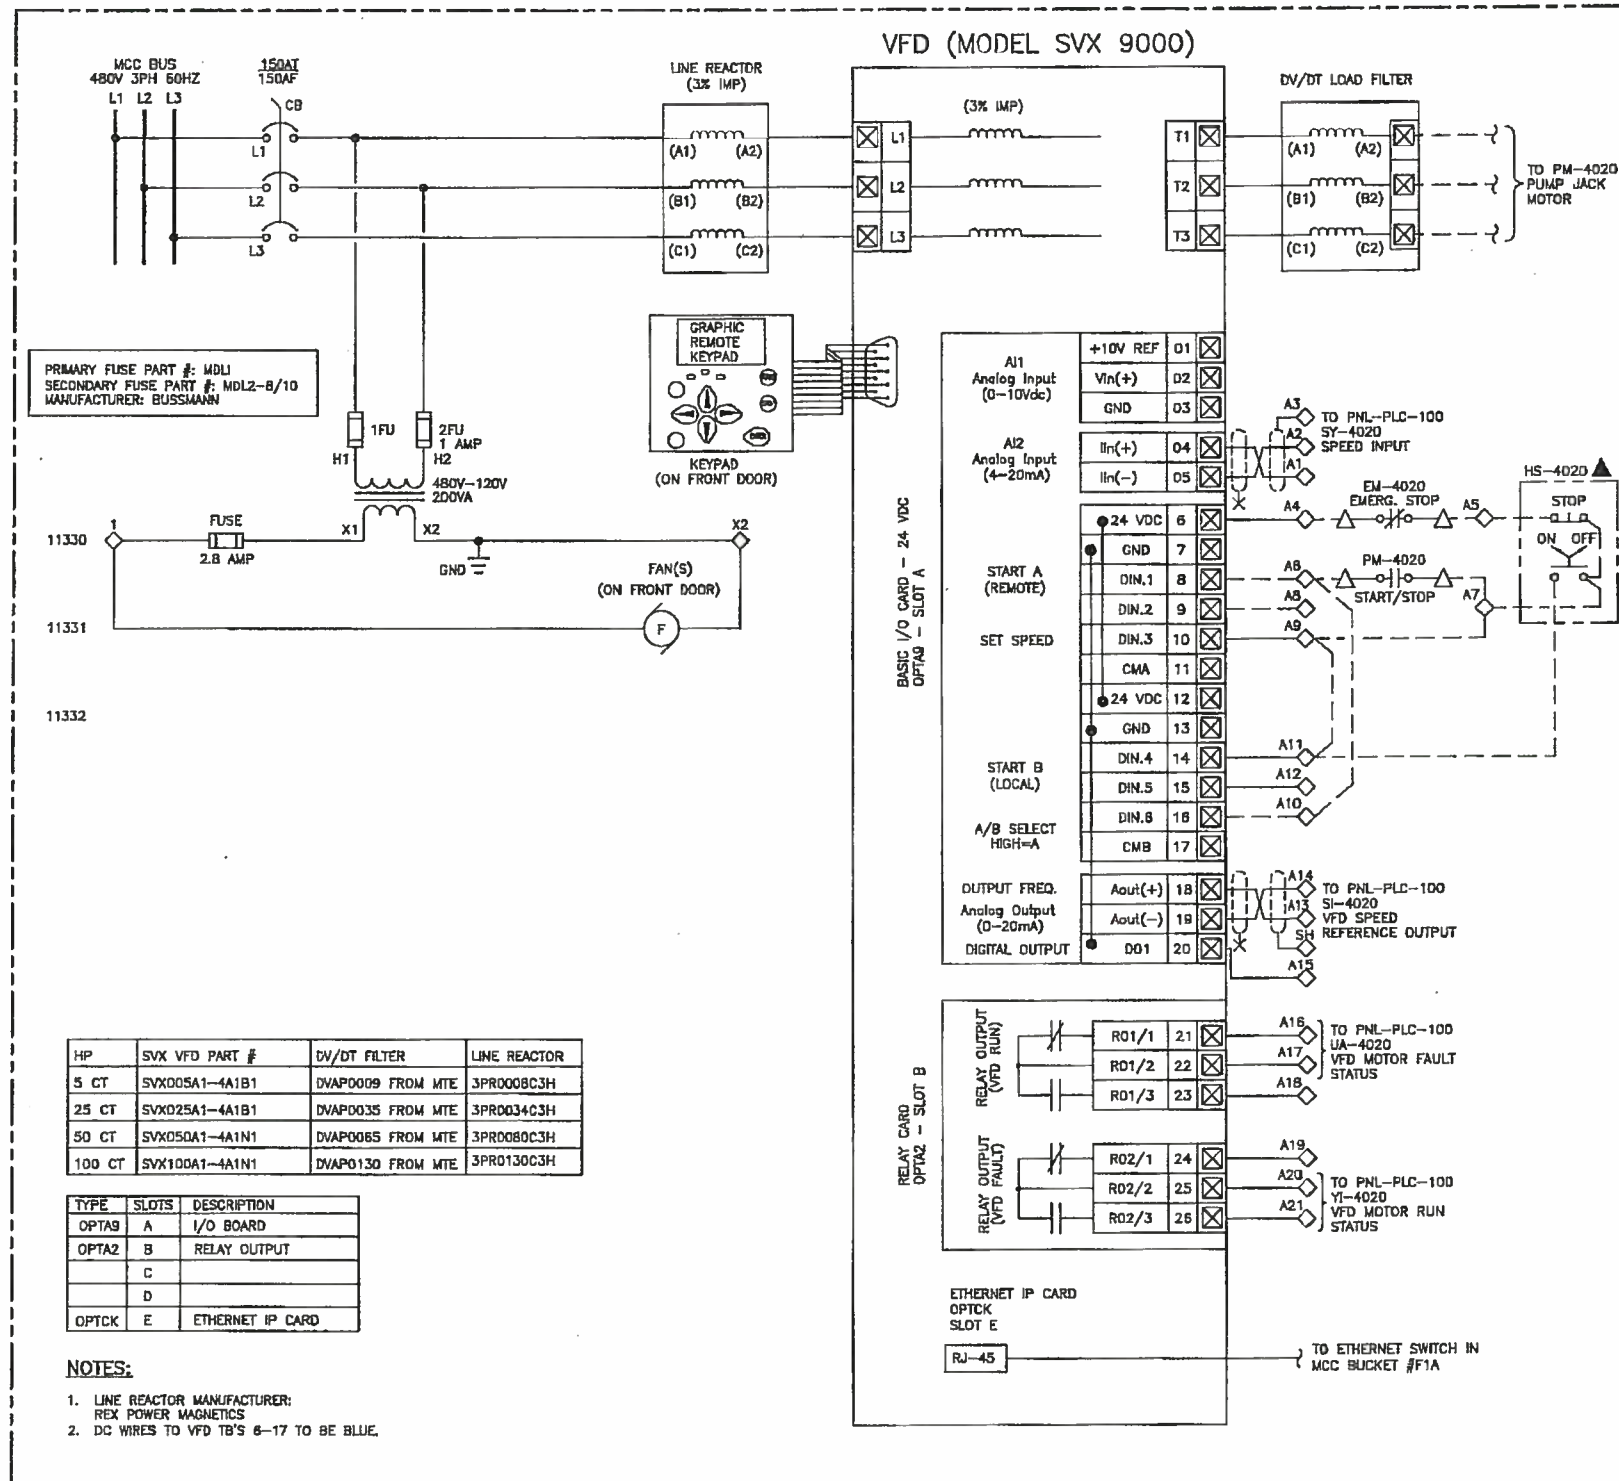 VFD (MODEL SVX 9000)
MCC BUS
480V 3PH 60HZ
L1 L2 L3
150AT
150AF
CB
L1
L2
L3
LINE REACTOR
(3% IMP)
(A1) (A2)
(B1) (B2)
(C1) (C2)
L1
L2
L3
(3% IMP)
T1
T2
T3
DV/DT LOAD FILTER
(A1) (A2)
(B1) (B2)
(C1) (C2)
TO PM-4020
PUMP JACK
MOTOR
PRIMARY FUSE PART #: MDL1
SECONDARY FUSE PART #: MDL2-8/10
MANUFACTURER: BUSSMANN
GRAPHIC
REMOTE
KEYPAD
KEYPAD
(ON FRONT DOOR)
1FU
2FU
1 AMP
H1
H2
480V-120V
200VA
11330
1
FUSE
2.8 AMP
X1
X2
X2
GND
FAN(S)
(ON FRONT DOOR)
F
11331
11332
BASIC I/O CARD - 24 VDC
OPTA9 - SLOT A
AI1
Analog Input
(0-10Vdc)
+10V REF 01
Vin(+) 02
GND 03
AI2
Analog Input
(4-20mA)
Iin(+) 04
Iin(-) 05
A3
A2
A1
TO PNL-PLC-100
SY-4020
SPEED INPUT
24 VDC 6
GND 7
START A
(REMOTE)
DIN.1 8
DIN.2 9
SET SPEED
DIN.3 10
CMA 11
24 VDC 12
GND 13
START B
(LOCAL)
DIN.4 14
DIN.5 15
A/B SELECT
HIGH=A
DIN.6 16
CMB 17
A4
EM-4020
EMERG. STOP
A5
HS-4020
STOP
ON OFF
A6
PM-4020
START/STOP
A7
A8
A9
A11
A12
A10
OUTPUT FREQ.
Analog Output
(0-20mA)
Aout(+) 18
Aout(-) 19
DIGITAL OUTPUT
DO1 20
A14
A13
SH
A15
TO PNL-PLC-100
SI-4020
VFD SPEED
REFERENCE OUTPUT
RELAY CARD
OPTA2 - SLOT B
RELAY OUTPUT
(VFD RUN)
RO1/1 21
RO1/2 22
RO1/3 23
A16
A17
A18
TO PNL-PLC-100
UA-4020
VFD MOTOR FAULT
STATUS
RELAY OUTPUT
(VFD FAULT)
RO2/1 24
RO2/2 25
RO2/3 26
A19
A20
A21
TO PNL-PLC-100
YI-4020
VFD MOTOR RUN
STATUS
ETHERNET IP CARD
OPTCK
SLOT E
RJ-45
TO ETHERNET SWITCH IN
MCC BUCKET #F1A
HP SVX VFD PART # DV/DT FILTER LINE REACTOR
5 CT SVX005A1-4A1B1 DVAP0009 FROM MTE 3PR0008C3H
25 CT SVX025A1-4A1B1 DVAP0035 FROM MTE 3PR0034C3H
50 CT SVX050A1-4A1N1 DVAP0065 FROM MTE 3PR0080C3H
100 CT SVX100A1-4A1N1 DVAP0130 FROM MTE 3PR0130C3H
TYPE SLOTS DESCRIPTION
OPTA9 A I/O BOARD
OPTA2 B RELAY OUTPUT
C
D
OPTCK E ETHERNET IP CARD
NOTES:
1. LINE REACTOR MANUFACTURER:
REX POWER MAGNETICS
2. DC WIRES TO VFD TB'S 6-17 TO BE BLUE.